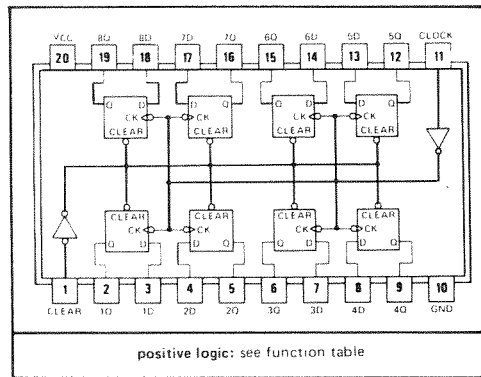 VCC 8Q 8D 7D 7Q 6Q 6D 5D 5Q CLOCK
20 19 18 17 16 15 14 13 12 11
Q D D Q Q D D Q
CK CK CK CK
CLEAR CLEAR CLEAR CLEAR
CLEAR CLEAR CLEAR CLEAR
CK CK CK CK
Q D D Q Q D D Q
1 2 3 4 5 6 7 8 9 10
CLEAR 1Q 1D 2D 2Q 3Q 3D 4D 4Q GND
positive logic: see function table